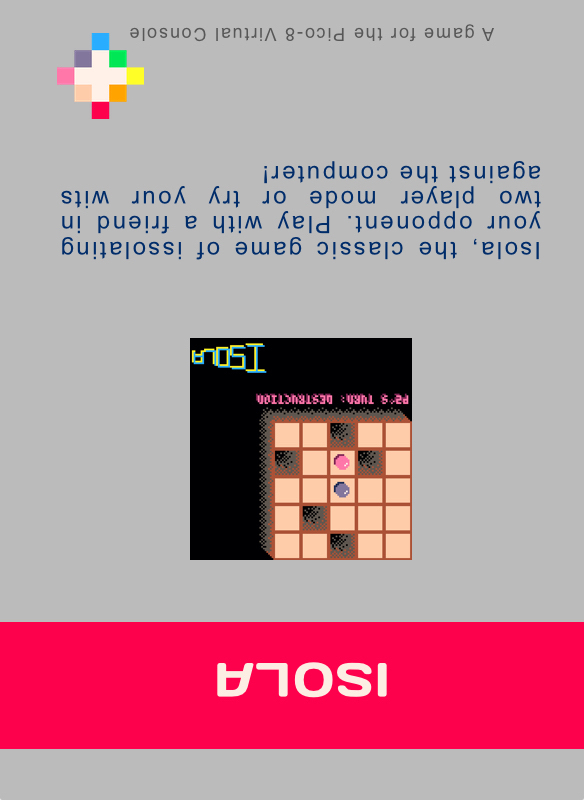 ISOLA
P2'S TURN: DESTRUCTION
ISOLA
Isola, the classic game of issolating
your opponent. Play with a friend in
two player mode or try your wits
against the computer!
A game for the Pico-8 Virtual Console